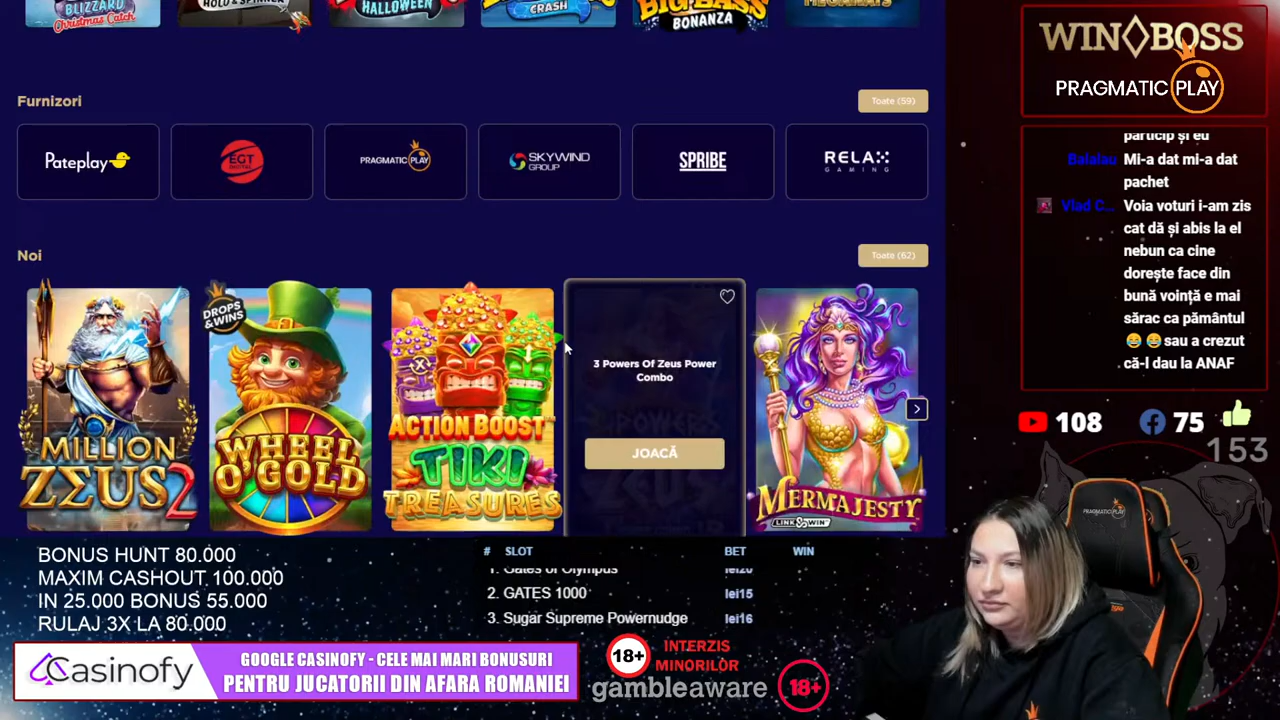 BLIZZARD
Christmas Catch
HOLD & SPINNER
HALLOWEEN
CRASH
BIG BASS
BONANZA
Furnizori
Toate (59)
Pateplay
EGT
DIGITAL
PRAGMATIC PLAY
SKYWIND
GROUP
SPRIBE
RELAX
GAMING
Noi
Toate (62)
MILLION
ZEUS 2
DROPS
& WINS
WHEEL
O'GOLD
ACTION BOOST
TIKI
TREASURES
3 Powers Of Zeus Power
Combo
JOACĂ
MERMAJESTY
LINK & WIN
WIN BOSS
PRAGMATIC PLAY
particip și eu
Balalau Mi-a dat mi-a dat
pachet
Vlad C... Voia voturi i-am zis
cat dă și abis la el
nebun ca cine
dorește face din
bună voință e mai
sărac ca pământul
😂 😂 sau a crezut
că-l dau la ANAF
108
75
153
PRAGMATIC PLAY
BONUS HUNT 80.000
MAXIM CASHOUT 100.000
IN 25.000 BONUS 55.000
RULAJ 3X LA 80.000
# SLOT BET WIN
1. Gates of Olympus lei20
2. GATES 1000 lei15
3. Sugar Supreme Powernudge lei16
Casinofy
GOOGLE CASINOFY - CELE MAI MARI BONUSURI
PENTRU JUCATORII DIN AFARA ROMANIEI
18+
INTERZIS
MINORILOR
gambleaware
18+